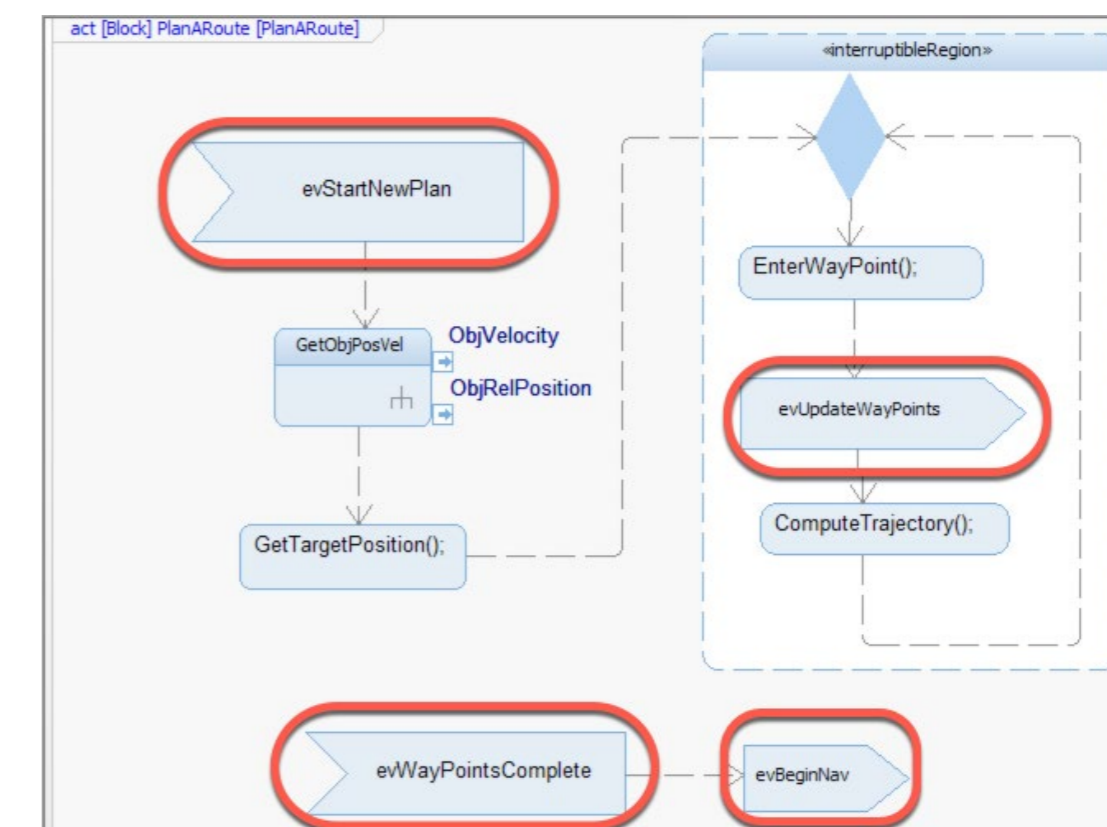 act [Block] PlanARoute [PlanARoute]
«interruptibleRegion»
evStartNewPlan
EnterWayPoint();
GetObjPosVel
ObjVelocity
ObjRelPosition
evUpdateWayPoints
GetTargetPosition();
ComputeTrajectory();
evWayPointsComplete
evBeginNav